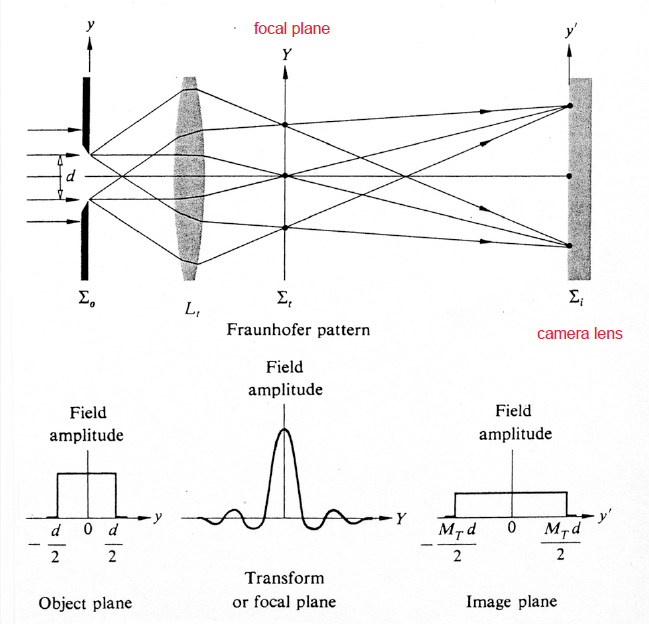 focal plane
y
Y
y′
d
Σo
Lt
Σt
Σi
Fraunhofer pattern
camera lens
Field
amplitude
Field
amplitude
Field
amplitude
y
Y
y′
− d/2
0
d/2
− MTd/2
0
MTd/2
Object plane
Transform
or focal plane
Image plane